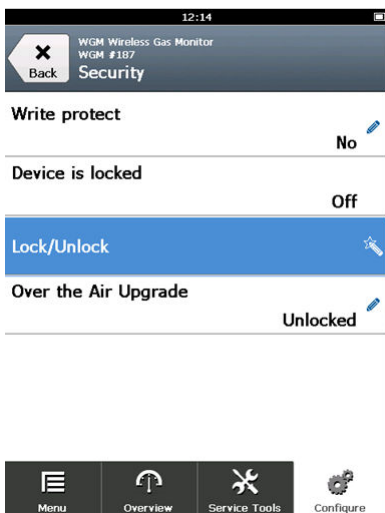 12:14
WGM Wireless Gas Monitor
WGM #187
Back
Security
Write protect
No
Device is locked
Off
Lock/Unlock
Over the Air Upgrade
Unlocked
Menu
Overview
Service Tools
Configure